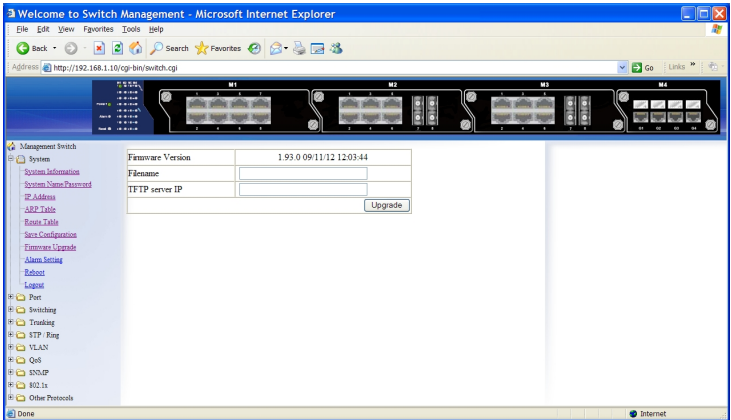 Welcome to Switch Management - Microsoft Internet Explorer
File Edit View Favorites Tools Help
Back Search Favorites
Address http://192.168.1.10/cgi-bin/switch.cgi Go Links »
M1 M2 M3 M4
G1 G2 G3 G4
Management Switch
System
System Information
System Name/Password
IP Address
ARP Table
Route Table
Save Configuration
Firmware Upgrade
Alarm Setting
Reboot
Logout
Port
Switching
Trunking
STP / Ring
VLAN
QoS
SNMP
802.1x
Other Protocols
Firmware Version 1.93.0 09/11/12 12:03:44
Filename
TFTP server IP
Upgrade
Done Internet